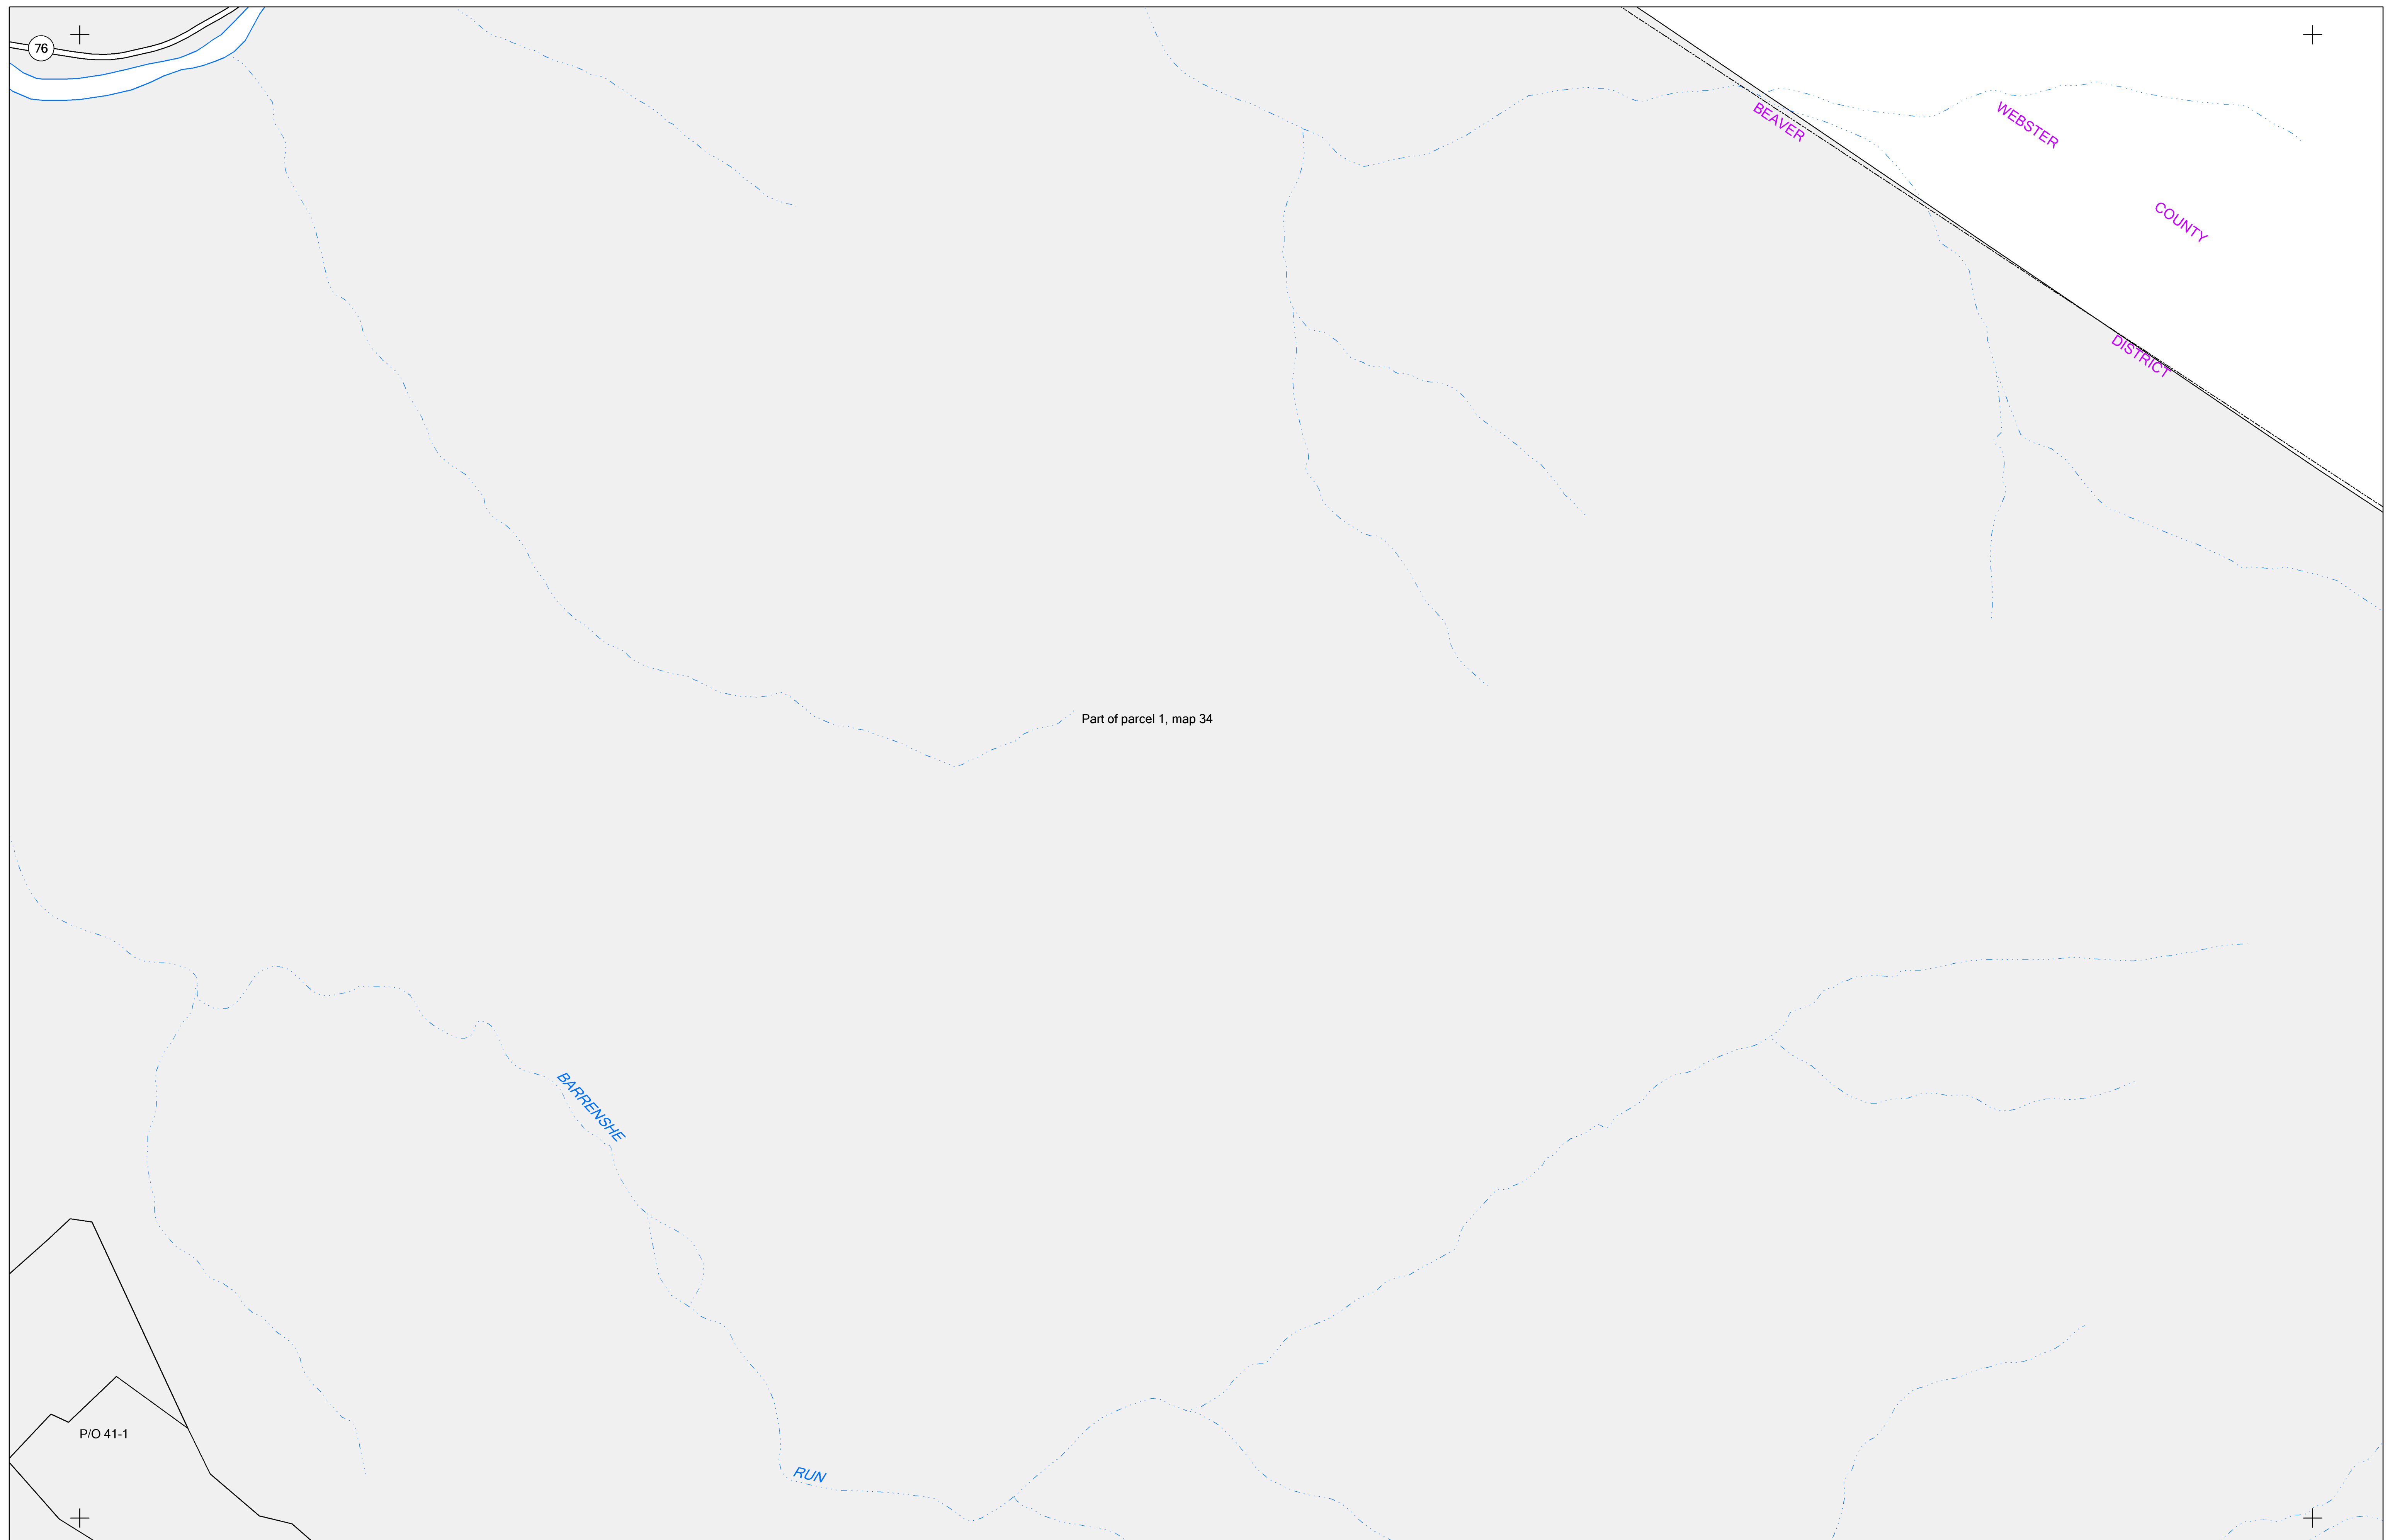 76
BEAVER
WEBSTER
COUNTY
DISTRICT
Part of parcel 1, map 34
BARRENSHE
P/O 41-1
RUN